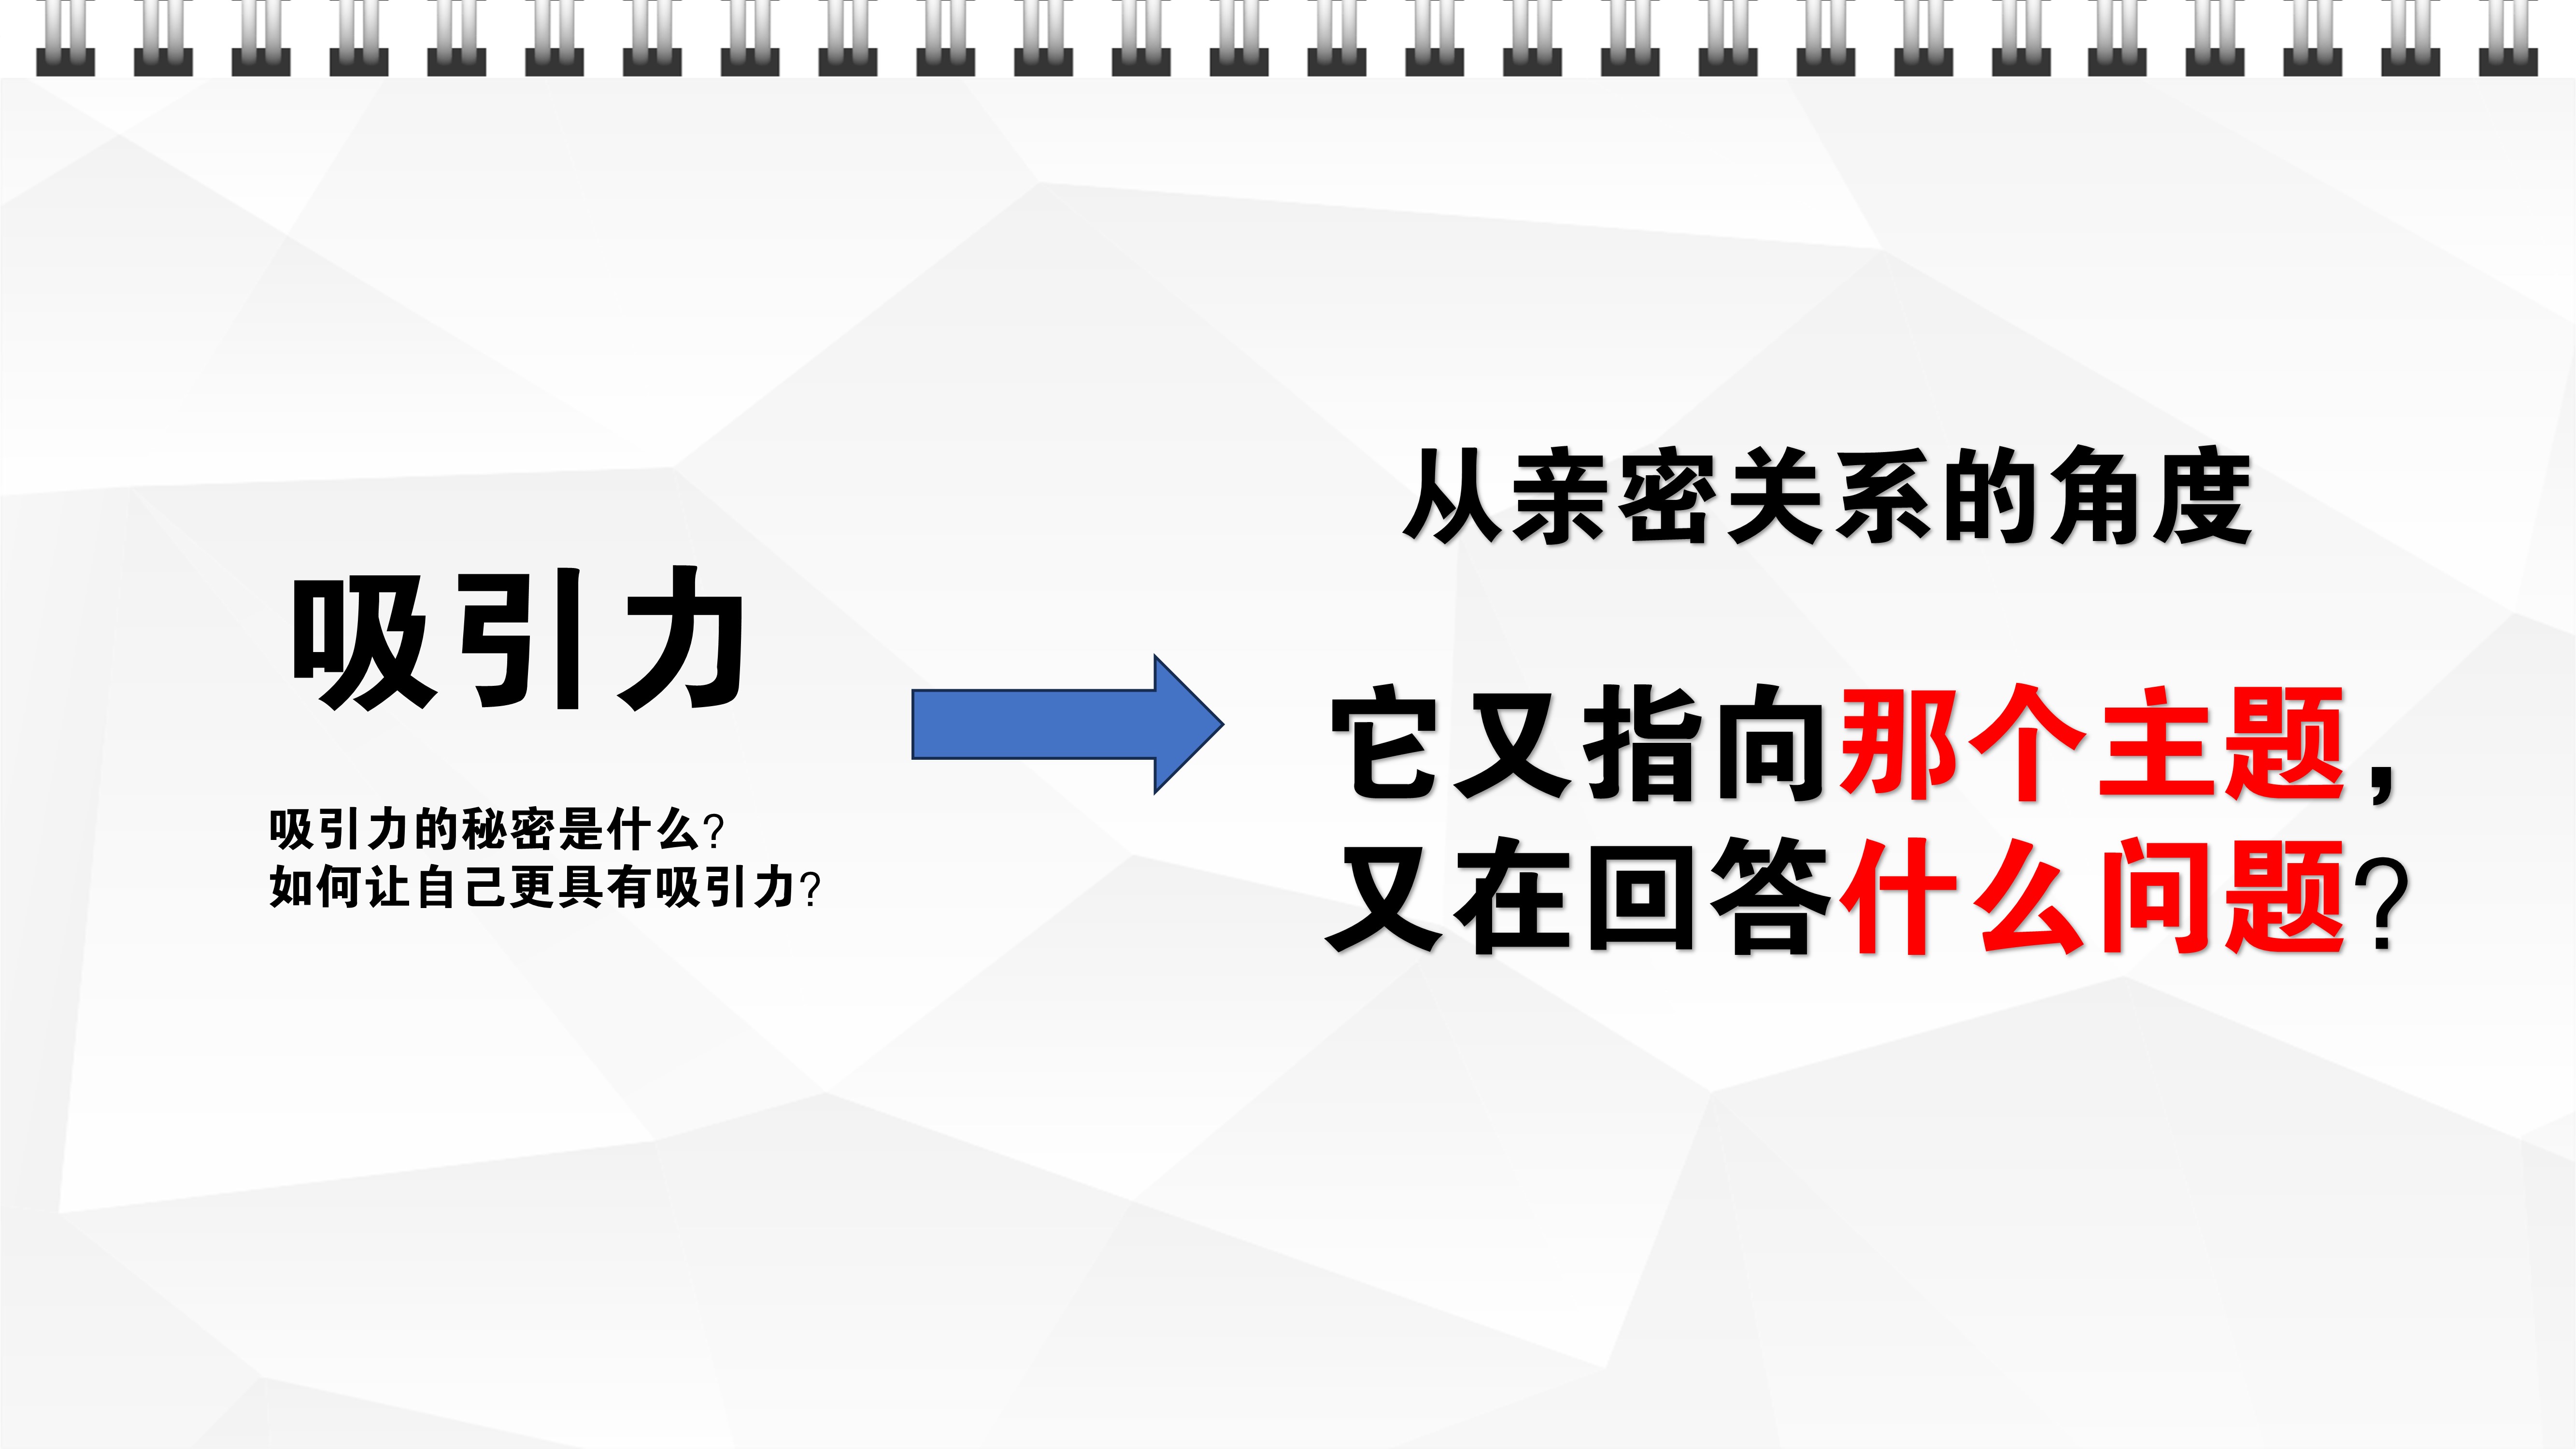 吸引力
吸引力的秘密是什么?
如何让自己更具有吸引力?
从亲密关系的角度
它又指向那个主题，
又在回答什么问题?